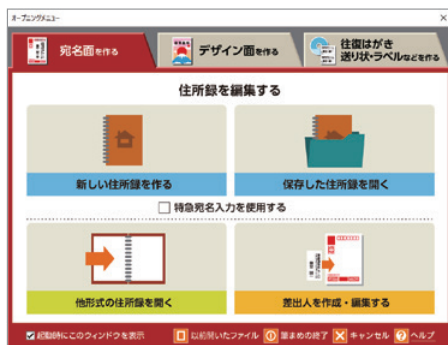 オープニングメニュー
宛名面を作る
デザイン面を作る
往復はがき
送り状・ラベルなどを作る
住所録を編集する
新しい住所録を作る
保存した住所録を開く
特急宛名入力を使用する
他形式の住所録を開く
差出人を作成・編集する
起動時にこのウィンドウを表示
以前開いたファイル
筆まめの終了
キャンセル
ヘルプ